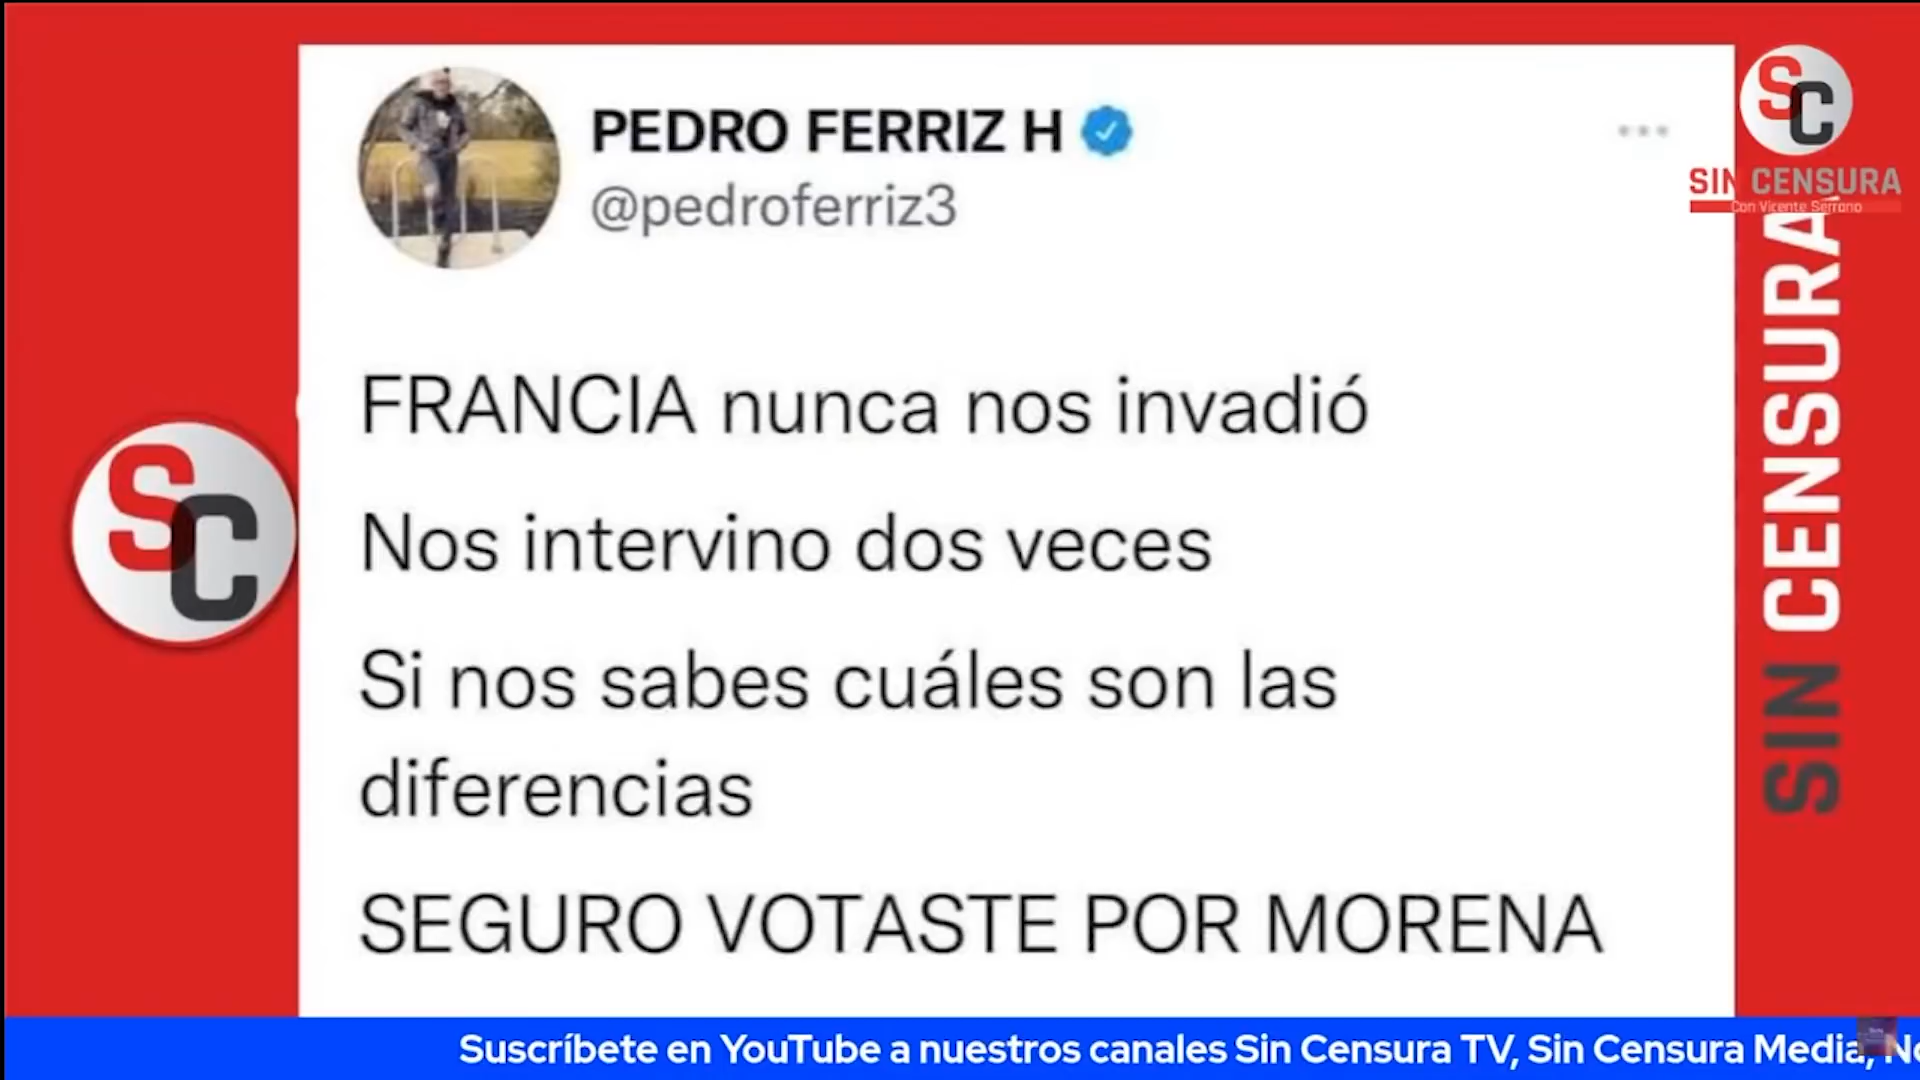 PEDRO FERRIZ H
@pedroferriz3
FRANCIA nunca nos invadió
Nos intervino dos veces
Si nos sabes cuáles son las
diferencias
SEGURO VOTASTE POR MORENA
SC
SC
SIN CENSURA
Con Vicente Serrano
SIN CENSURA
Suscríbete en YouTube a nuestros canales Sin Censura TV, Sin Censura Media,